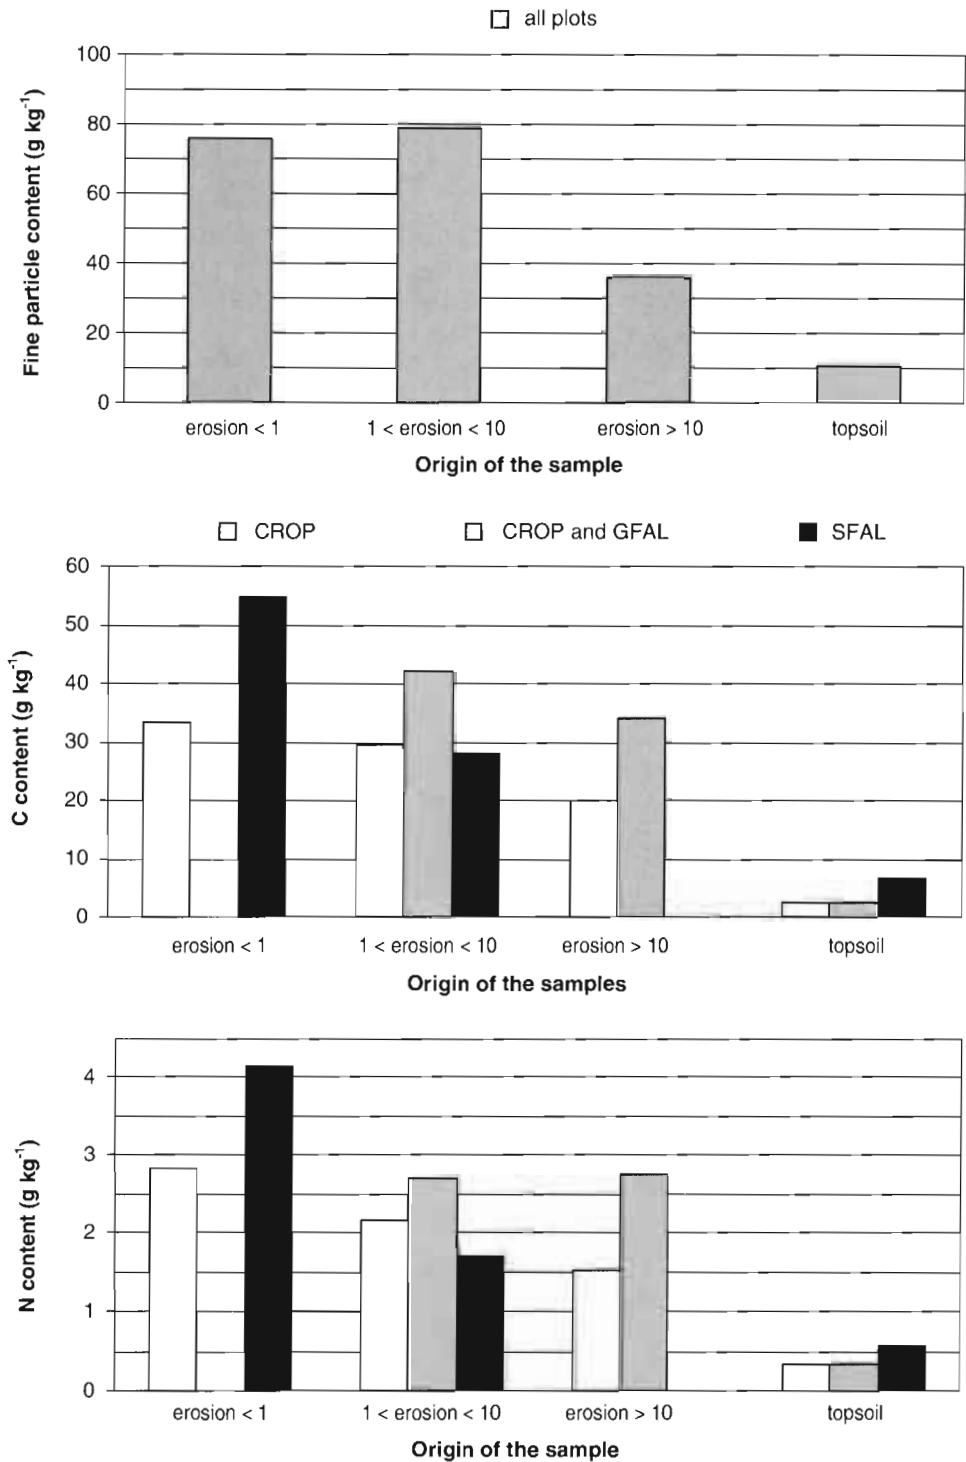 all plots
100
80
60
40
20
0
Fine particle content (g kg⁻¹)
erosion < 1
1 < erosion < 10
erosion > 10
topsoil
Origin of the sample
CROP
CROP and GFAL
SFAL
60
50
40
30
20
10
0
C content (g kg⁻¹)
erosion < 1
1 < erosion < 10
erosion > 10
topsoil
Origin of the samples
4
3
2
1
0
N content (g kg⁻¹)
erosion < 1
1 < erosion < 10
erosion > 10
topsoil
Origin of the sample